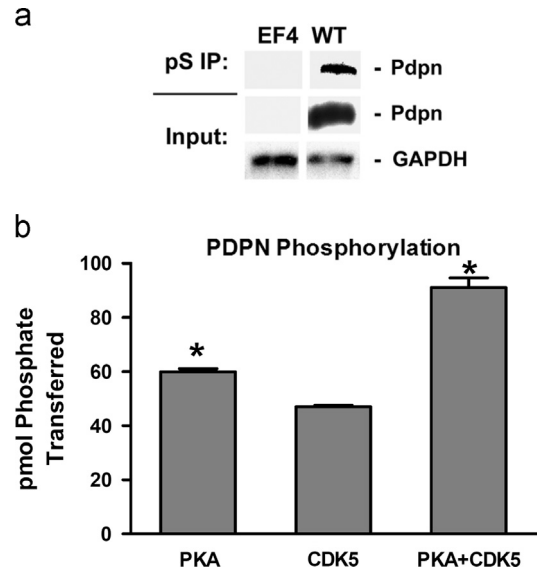 a
EF4 WT
pS IP: - Pdpn
- Pdpn
Input:
- GAPDH
b
PDPN Phosphorylation
pmol Phosphate
Transferred
100
80
60
40
20
0
*
*
PKA CDK5 PKA+CDK5